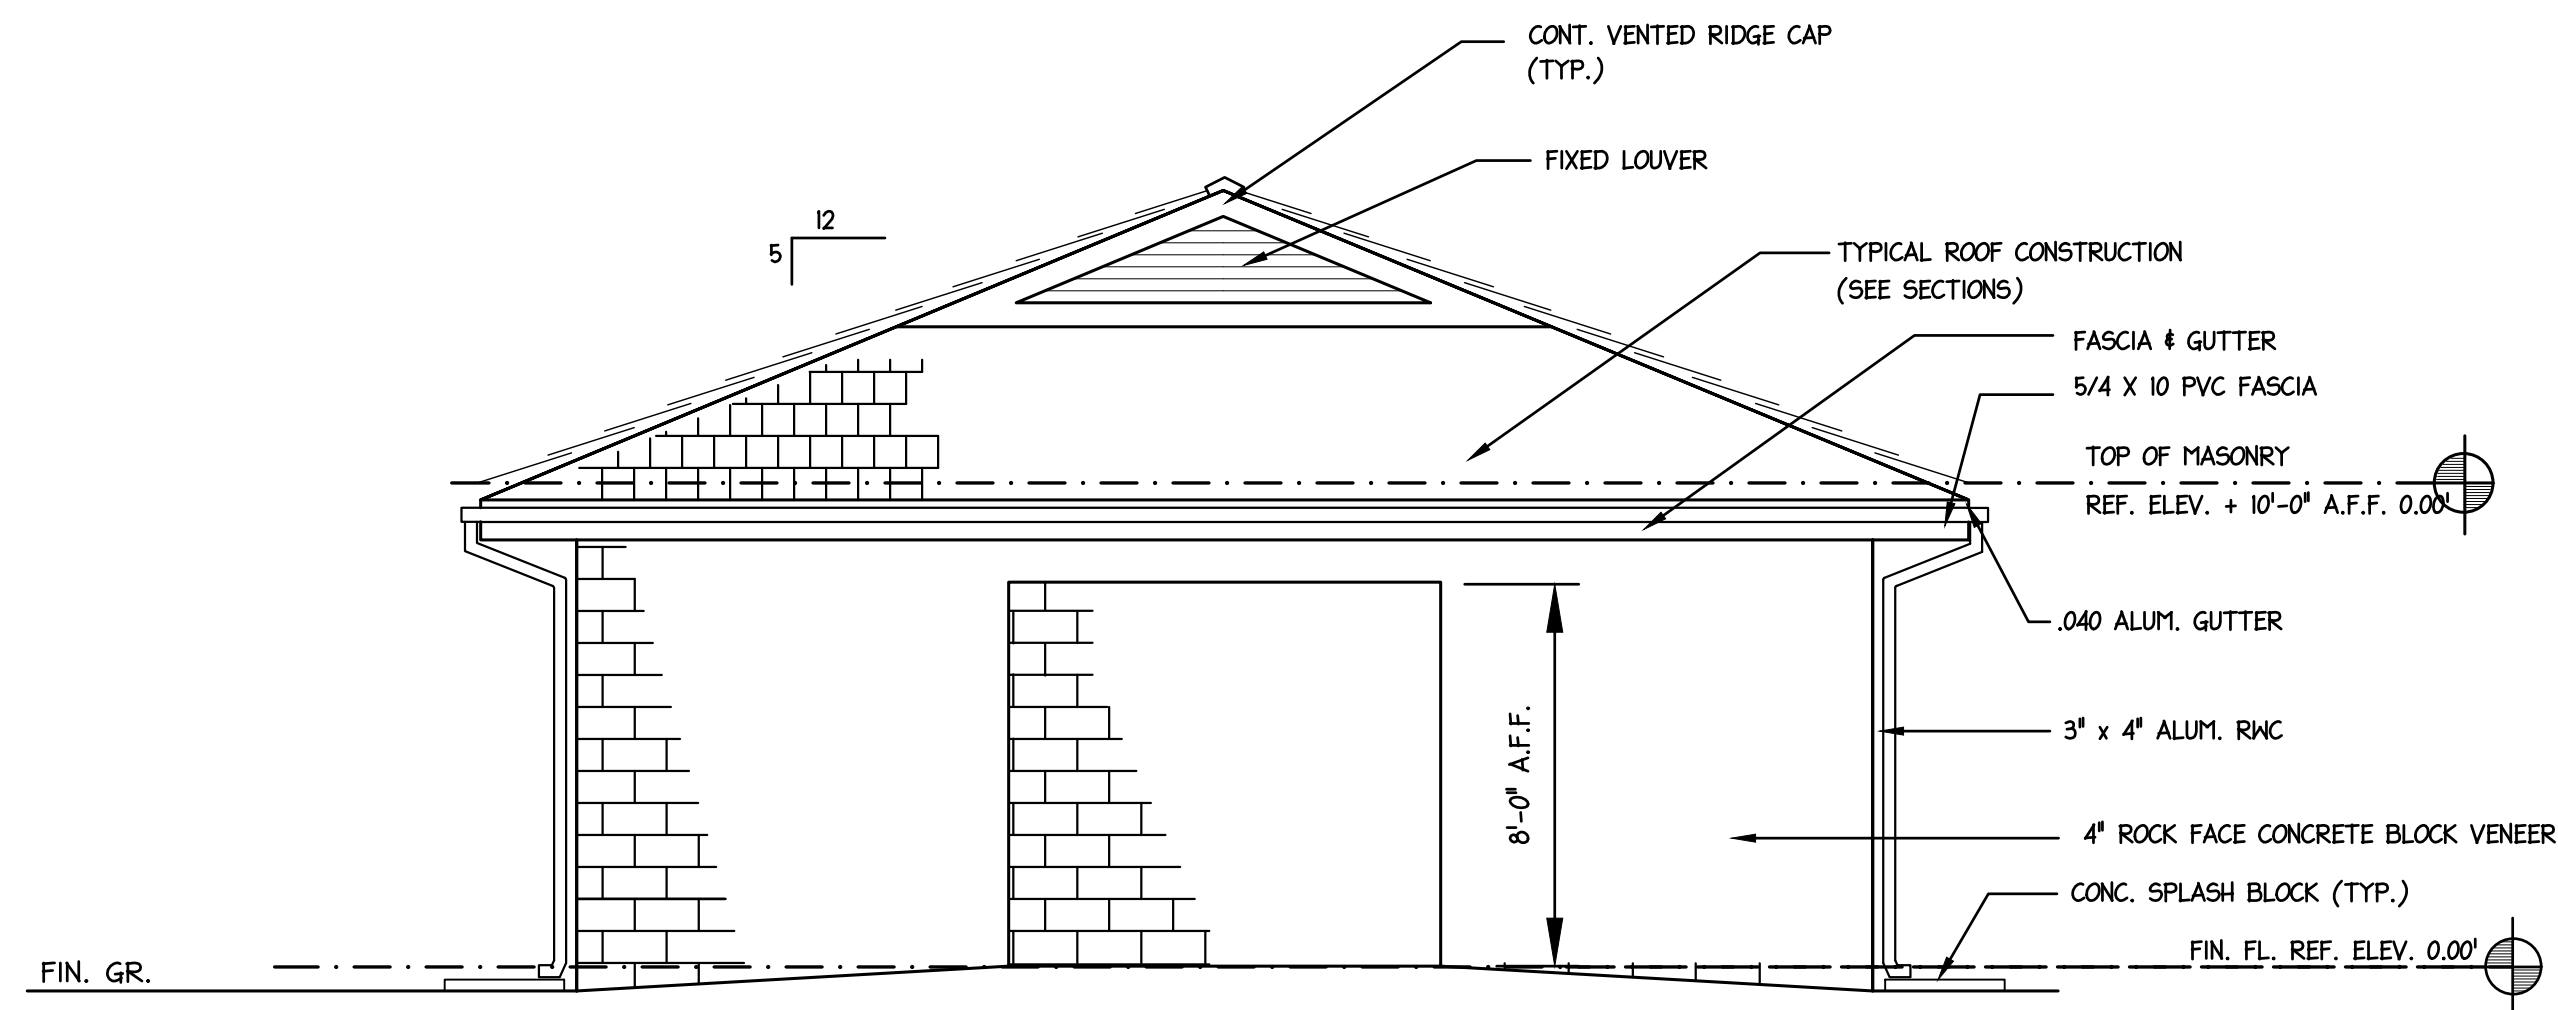 CONT. VENTED RIDGE CAP
(TYP.)
FIXED LOUVER
12
5
TYPICAL ROOF CONSTRUCTION
(SEE SECTIONS)
FASCIA & GUTTER
5/4 X 10 PVC FASCIA
TOP OF MASONRY
REF. ELEV. + 10'-0" A.F.F. 0.00'
.040 ALUM. GUTTER
8'-0" A.F.F.
3" x 4" ALUM. RWC
4" ROCK FACE CONCRETE BLOCK VENEER
CONC. SPLASH BLOCK (TYP.)
FIN. FL. REF. ELEV. 0.00'
FIN. GR.